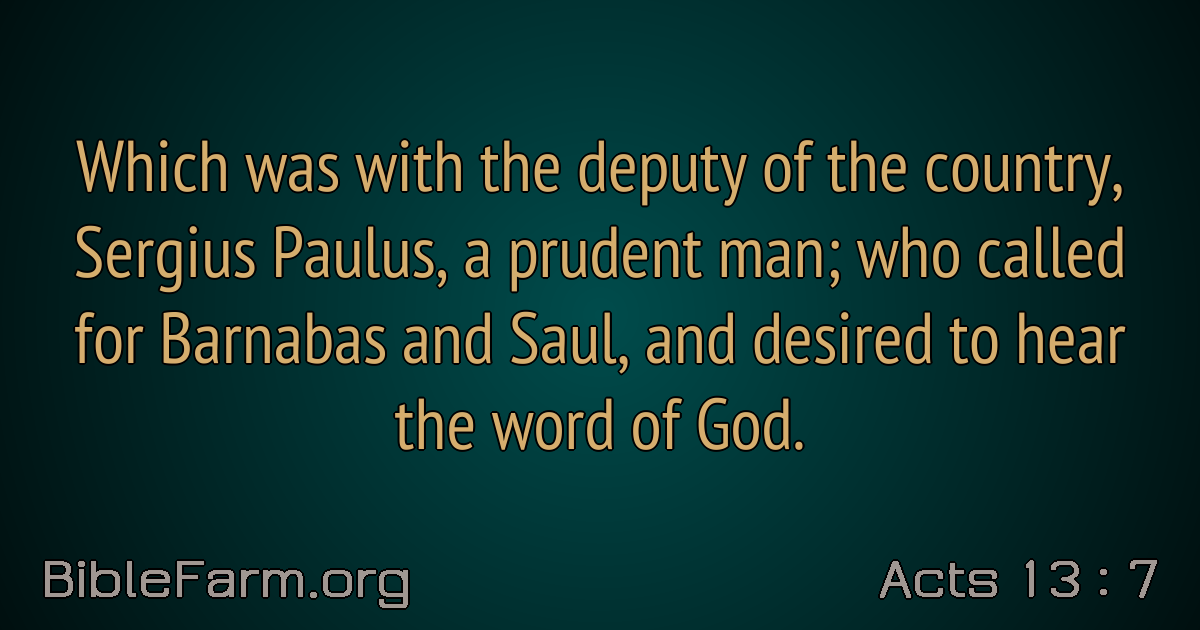 Which was with the deputy of the country,
Sergius Paulus, a prudent man; who called
for Barnabas and Saul, and desired to hear
the word of God.
BibleFarm.org
Acts 13 : 7